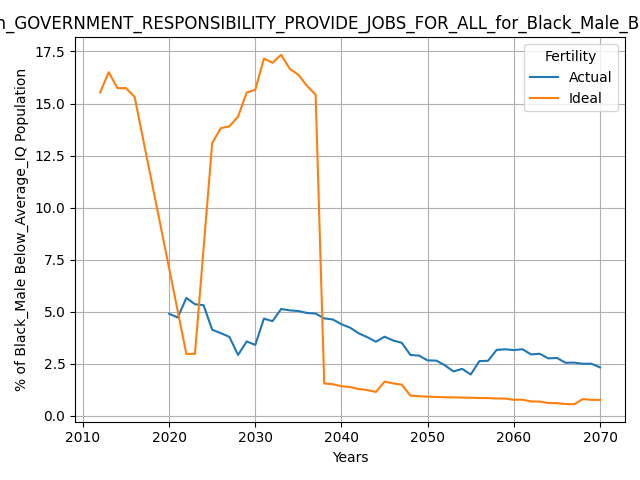 n_GOVERNMENT_RESPONSIBILITY_PROVIDE_JOBS_FOR_ALL_for_Black_Male_B
% of Black_Male Below_Average_IQ Population
17.5
15.0
12.5
10.0
7.5
5.0
2.5
0.0
Fertility
Actual
Ideal
2010 2020 2030 2040 2050 2060 2070
Years